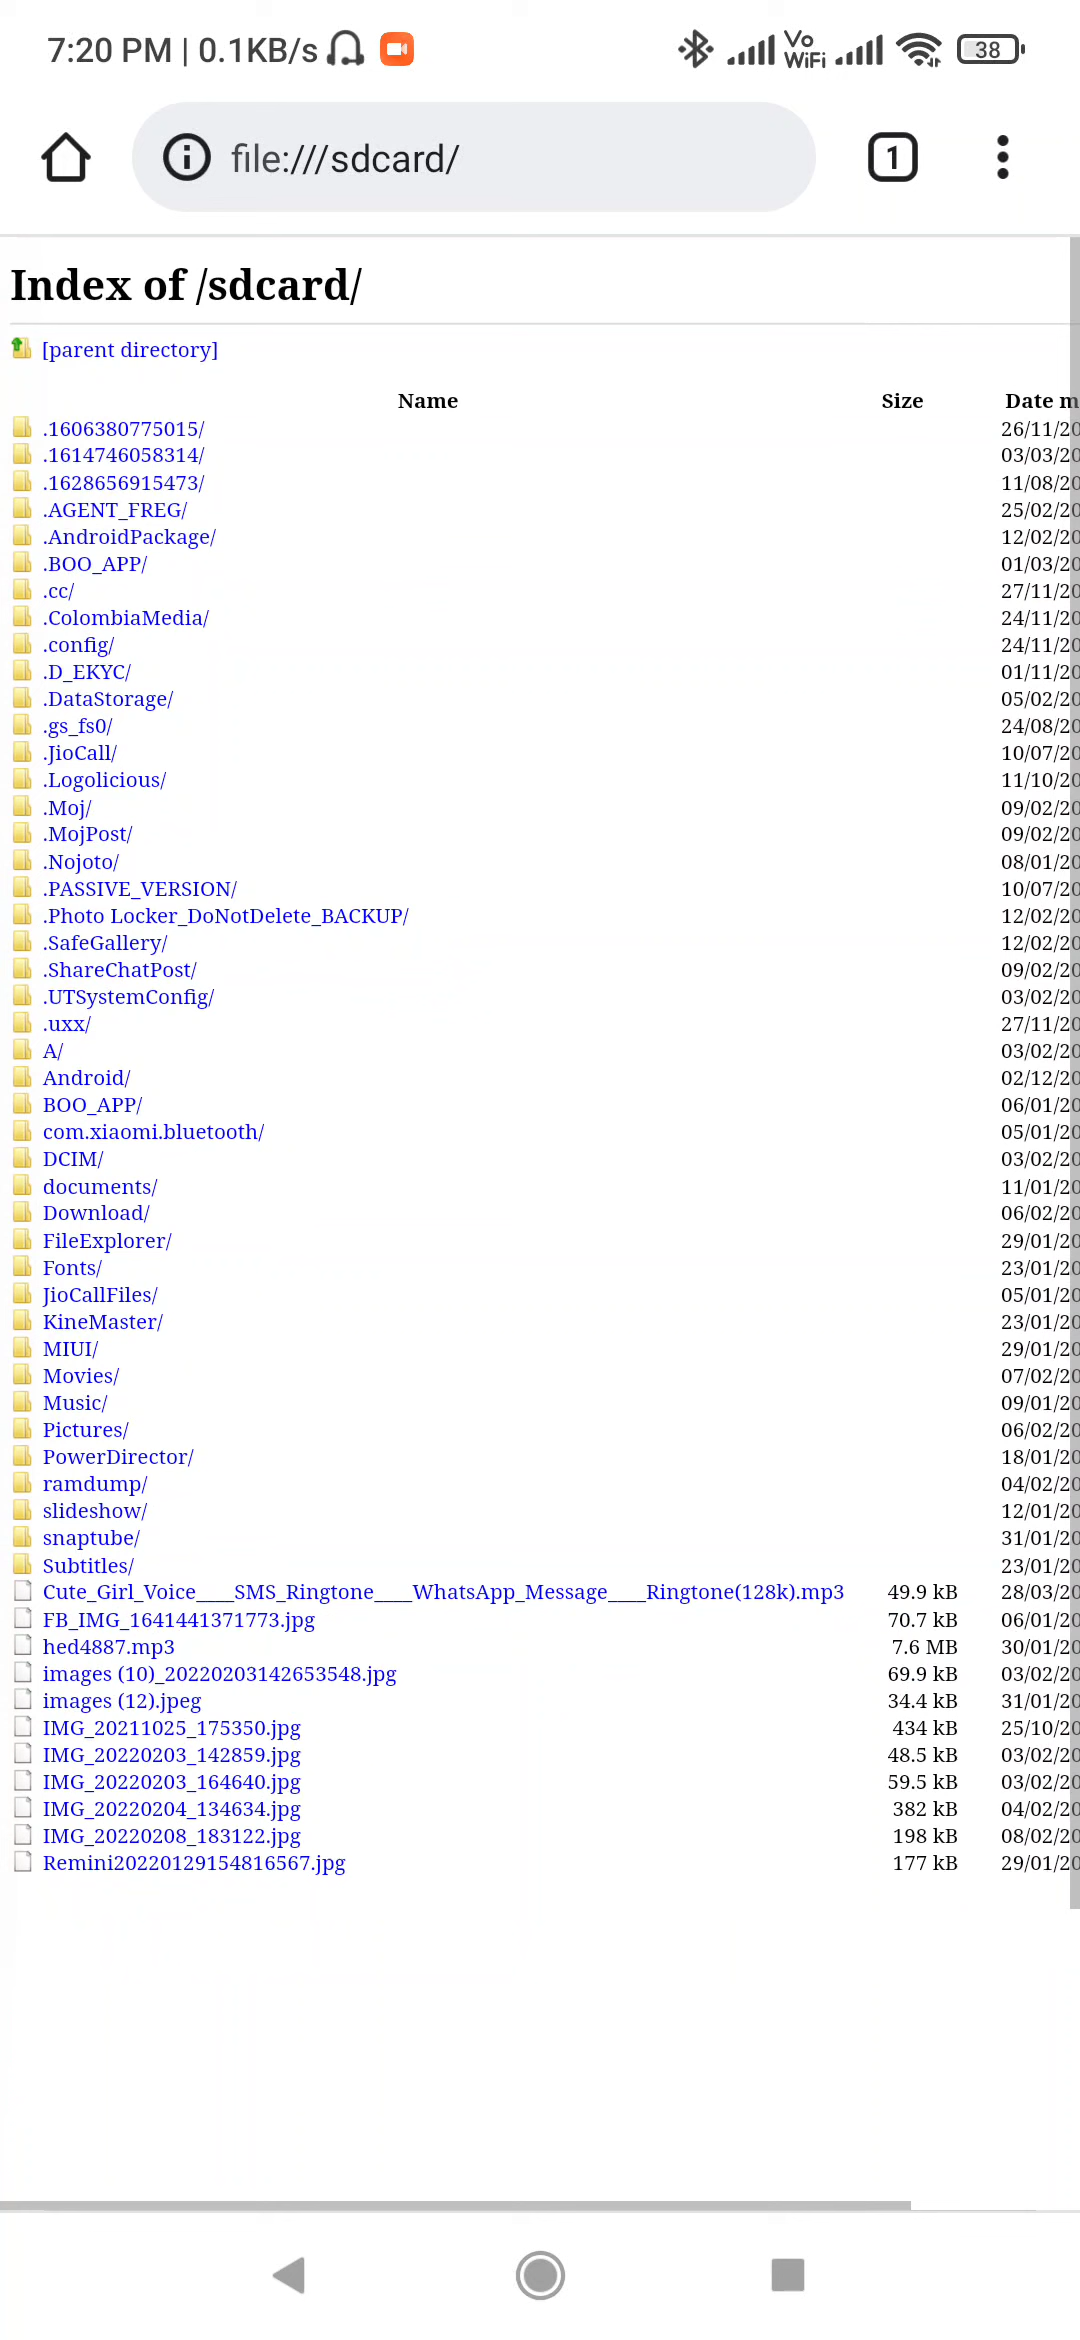 7:20 PM | 0.1KB/s
Vo
WiFi
38
file:///sdcard/
1
Index of /sdcard/
[parent directory]
Name Size Date m
.1606380775015/ 26/11/20
.1614746058314/ 03/03/20
.1628656915473/ 11/08/20
.AGENT_FREG/ 25/02/20
.AndroidPackage/ 12/02/20
.BOO_APP/ 01/03/20
.cc/ 27/11/20
.ColombiaMedia/ 24/11/20
.config/ 24/11/20
.D_EKYC/ 01/11/20
.DataStorage/ 05/02/20
.gs_fs0/ 24/08/20
.JioCall/ 10/07/20
.Logolicious/ 11/10/20
.Moj/ 09/02/20
.MojPost/ 09/02/20
.Nojoto/ 08/01/20
.PASSIVE_VERSION/ 10/07/20
.Photo Locker_DoNotDelete_BACKUP/ 12/02/20
.SafeGallery/ 12/02/20
.ShareChatPost/ 09/02/20
.UTSystemConfig/ 03/02/20
.uxx/ 27/11/20
A/ 03/02/20
Android/ 02/12/20
BOO_APP/ 06/01/20
com.xiaomi.bluetooth/ 05/01/20
DCIM/ 03/02/20
documents/ 11/01/20
Download/ 06/02/20
FileExplorer/ 29/01/20
Fonts/ 23/01/20
JioCallFiles/ 05/01/20
KineMaster/ 23/01/20
MIUI/ 29/01/20
Movies/ 07/02/20
Music/ 09/01/20
Pictures/ 06/02/20
PowerDirector/ 18/01/20
ramdump/ 04/02/20
slideshow/ 12/01/20
snaptube/ 31/01/20
Subtitles/ 23/01/20
Cute_Girl_Voice____SMS_Ringtone____WhatsApp_Message____Ringtone(128k).mp3 49.9 kB 28/03/20
FB_IMG_1641441371773.jpg 70.7 kB 06/01/20
hed4887.mp3 7.6 MB 30/01/20
images (10)_20220203142653548.jpg 69.9 kB 03/02/20
images (12).jpeg 34.4 kB 31/01/20
IMG_20211025_175350.jpg 434 kB 25/10/20
IMG_20220203_142859.jpg 48.5 kB 03/02/20
IMG_20220203_164640.jpg 59.5 kB 03/02/20
IMG_20220204_134634.jpg 382 kB 04/02/20
IMG_20220208_183122.jpg 198 kB 08/02/20
Remini20220129154816567.jpg 177 kB 29/01/20